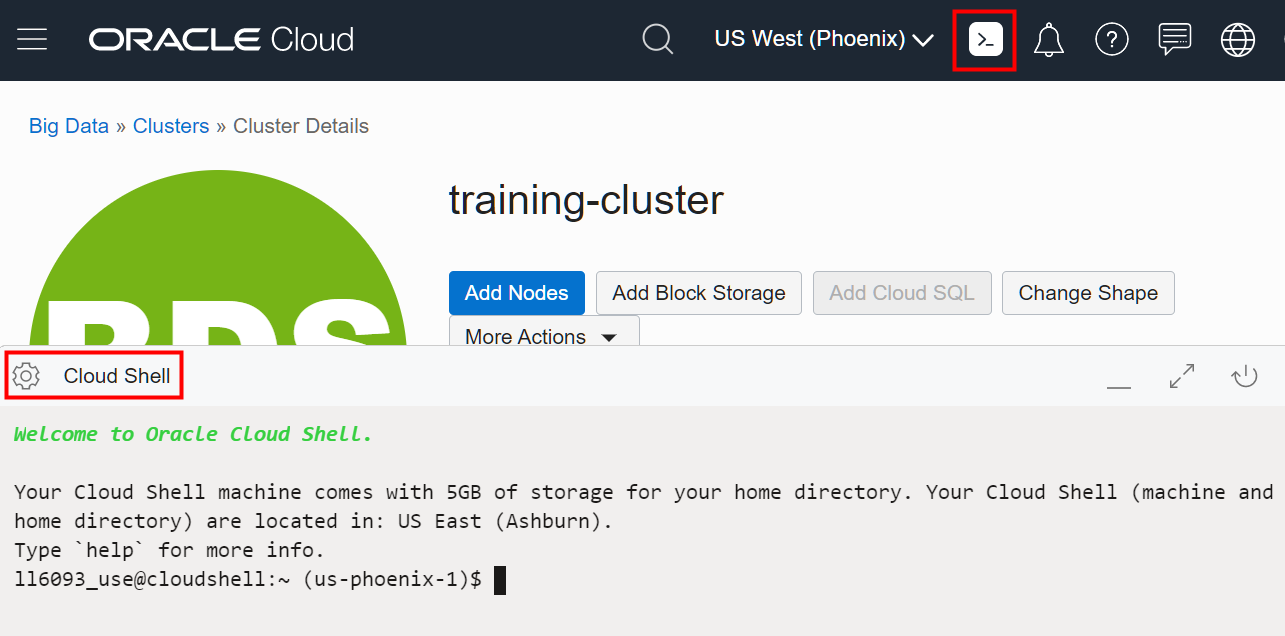 ORACLE Cloud
US West (Phoenix)
Big Data » Clusters » Cluster Details
BDS
training-cluster
Add Nodes
Add Block Storage
Add Cloud SQL
Change Shape
More Actions
Cloud Shell
Welcome to Oracle Cloud Shell.
Your Cloud Shell machine comes with 5GB of storage for your home directory. Your Cloud Shell (machine and
home directory) are located in: US East (Ashburn).
Type `help` for more info.
ll6093_use@cloudshell:~ (us-phoenix-1)$